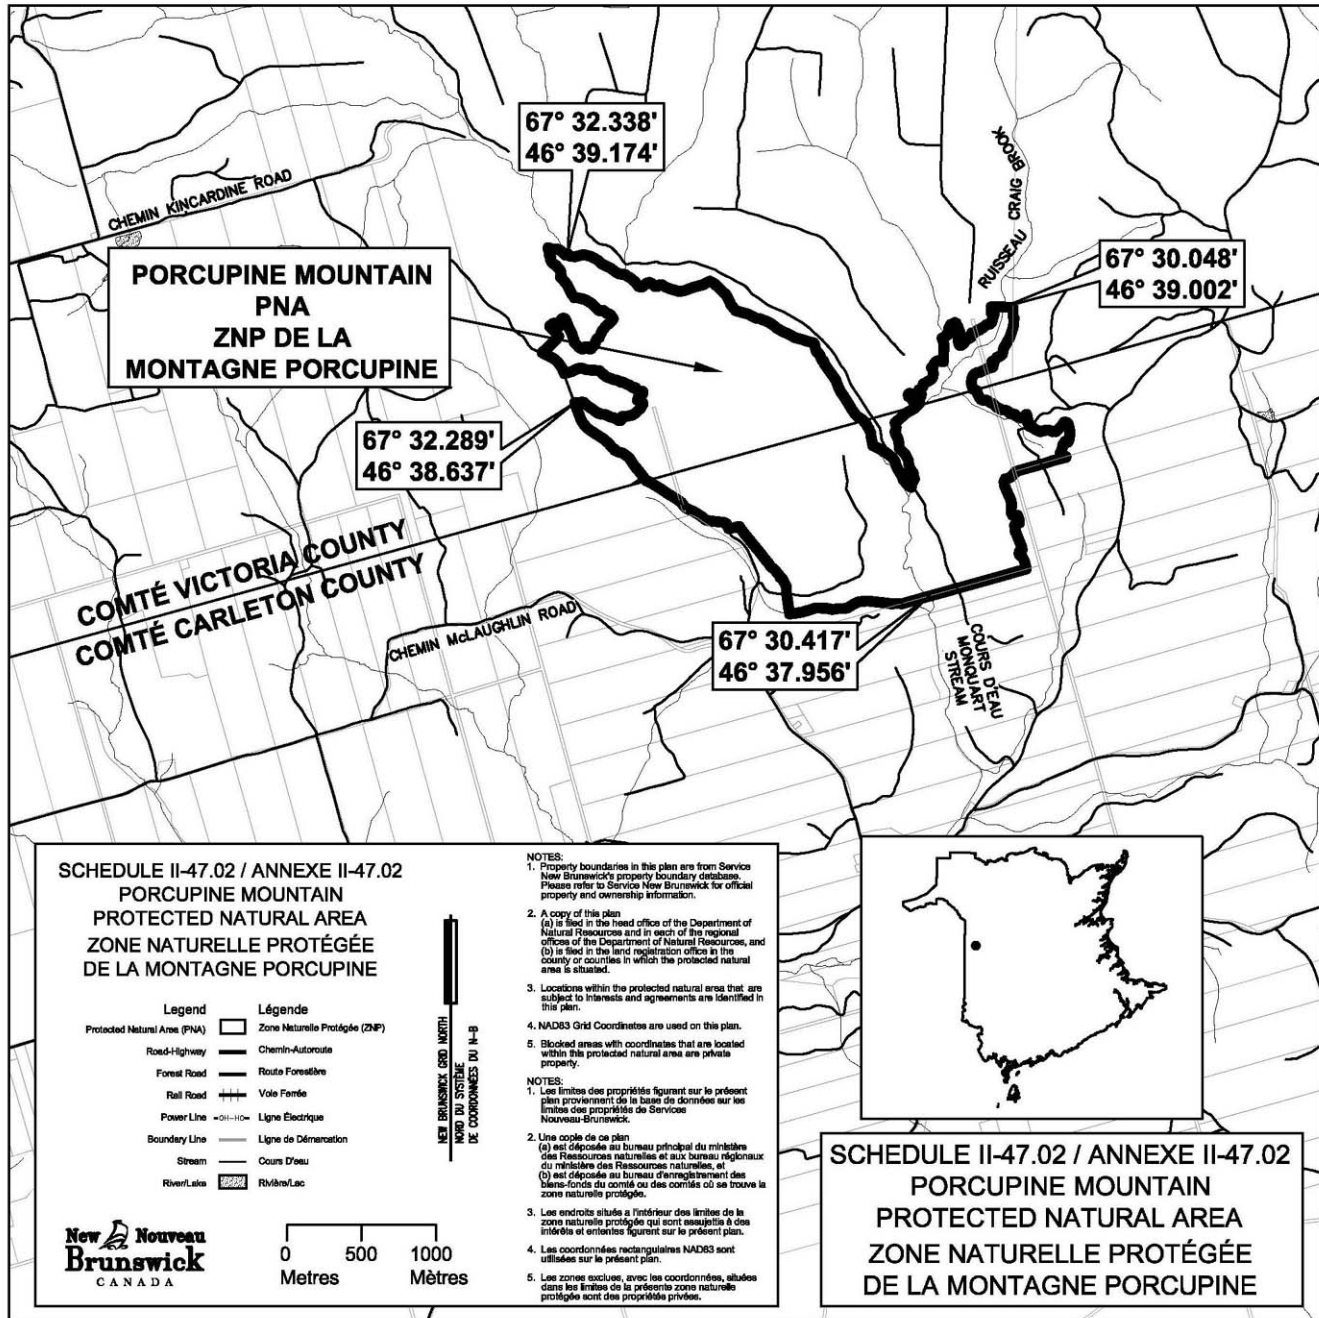 67° 32.338'
46° 39.174'
CHEMIN KINCARDINE ROAD
RUISSEAU CRAIG BROOK
67° 30.048'
46° 39.002'
PORCUPINE MOUNTAIN
PNA
ZNP DE LA
MONTAGNE PORCUPINE
67° 32.289'
46° 38.637'
COMTÉ VICTORIA COUNTY
COMTÉ CARLETON COUNTY
CHEMIN McLAUGHLIN ROAD
67° 30.417'
46° 37.956'
COURS D'EAU
MONQUART
STREAM
SCHEDULE II-47.02 / ANNEXE II-47.02
PORCUPINE MOUNTAIN
PROTECTED NATURAL AREA
ZONE NATURELLE PROTÉGÉE
DE LA MONTAGNE PORCUPINE
Legend Légende
Protected Natural Area (PNA) Zone Naturelle Protégée (ZNP)
Road-Highway Chemin-Autoroute
Forest Road Route Forestière
Rail Road Voie Ferrée
Power Line -OH-HO- Ligne Électrique
Boundary Line Ligne de Démarcation
Stream Cours D'eau
River/Lake Rivière/Lac
NEW BRUNSWICK GRID NORTH
NORD DU SYSTÈME
DE COORDONNÉES DU N-B
New Nouveau
Brunswick
CANADA
0 500 1000
Metres Mètres
NOTES:
1. Property boundaries in this plan are from Service
New Brunswick's property boundary database.
Please refer to Service New Brunswick for official
property and ownership information.
2. A copy of this plan
(a) is filed in the head office of the Department of
Natural Resources and in each of the regional
offices of the Department of Natural Resources, and
(b) is filed in the land registration office in the
county or counties in which the protected natural
area is situated.
3. Locations within the protected natural area that are
subject to interests and agreements are identified in
this plan.
4. NAD83 Grid Coordinates are used on this plan.
5. Blocked areas with coordinates that are located
within this protected natural area are private
property.
NOTES:
1. Les limites des propriétés figurant sur le présent
plan proviennent de la base de données sur les
limites des propriétés de Services
Nouveau-Brunswick.
2. Une copie de ce plan
(a) est déposée au bureau principal du ministère
des Ressources naturelles et aux bureau régionaux
du ministère des Ressources naturelles, et
(b) est déposée au bureau d'enregistrement des
biens-fonds du comté ou des comtés où se trouve la
zone naturelle protégée.
3. Les endroits situés a l'intérieur des limites de la
zone naturelle protégée qui sont assujettis à des
intérêts et ententes figurent sur le présent plan.
4. Les coordonnées rectangulaires NAD83 sont
utilisées sur le présent plan.
5. Les zones exclues, avec les coordonnées, situées
dans les limites de la présente zone naturelle
protégée sont des propriétés privées.
SCHEDULE II-47.02 / ANNEXE II-47.02
PORCUPINE MOUNTAIN
PROTECTED NATURAL AREA
ZONE NATURELLE PROTÉGÉE
DE LA MONTAGNE PORCUPINE